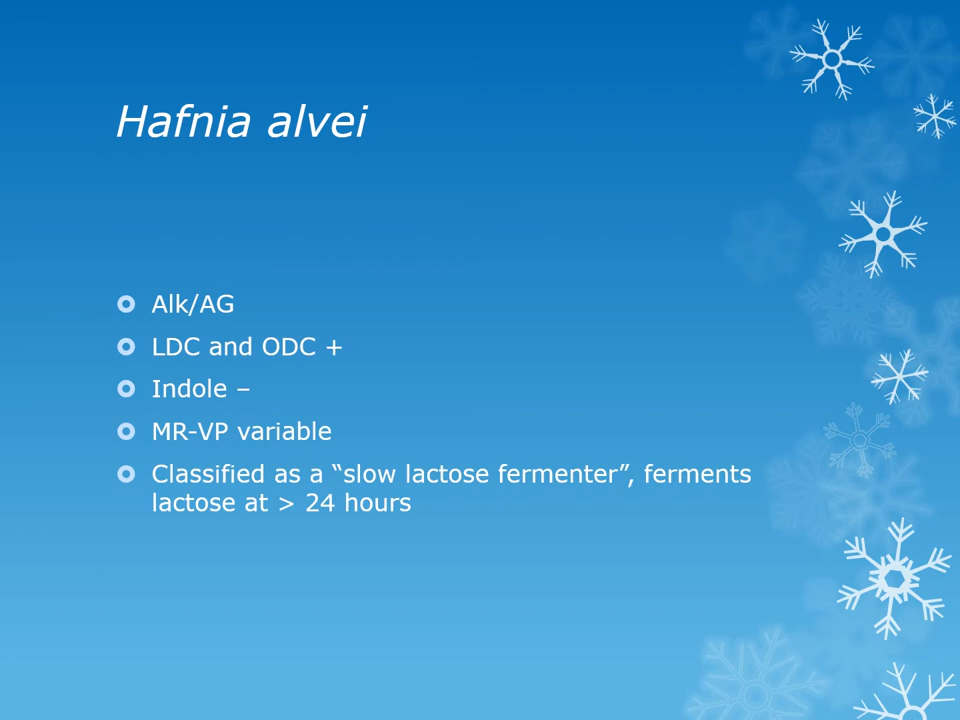 Hafnia alvei
Alk/AG
LDC and ODC +
Indole –
MR-VP variable
Classified as a “slow lactose fermenter”, ferments
lactose at > 24 hours